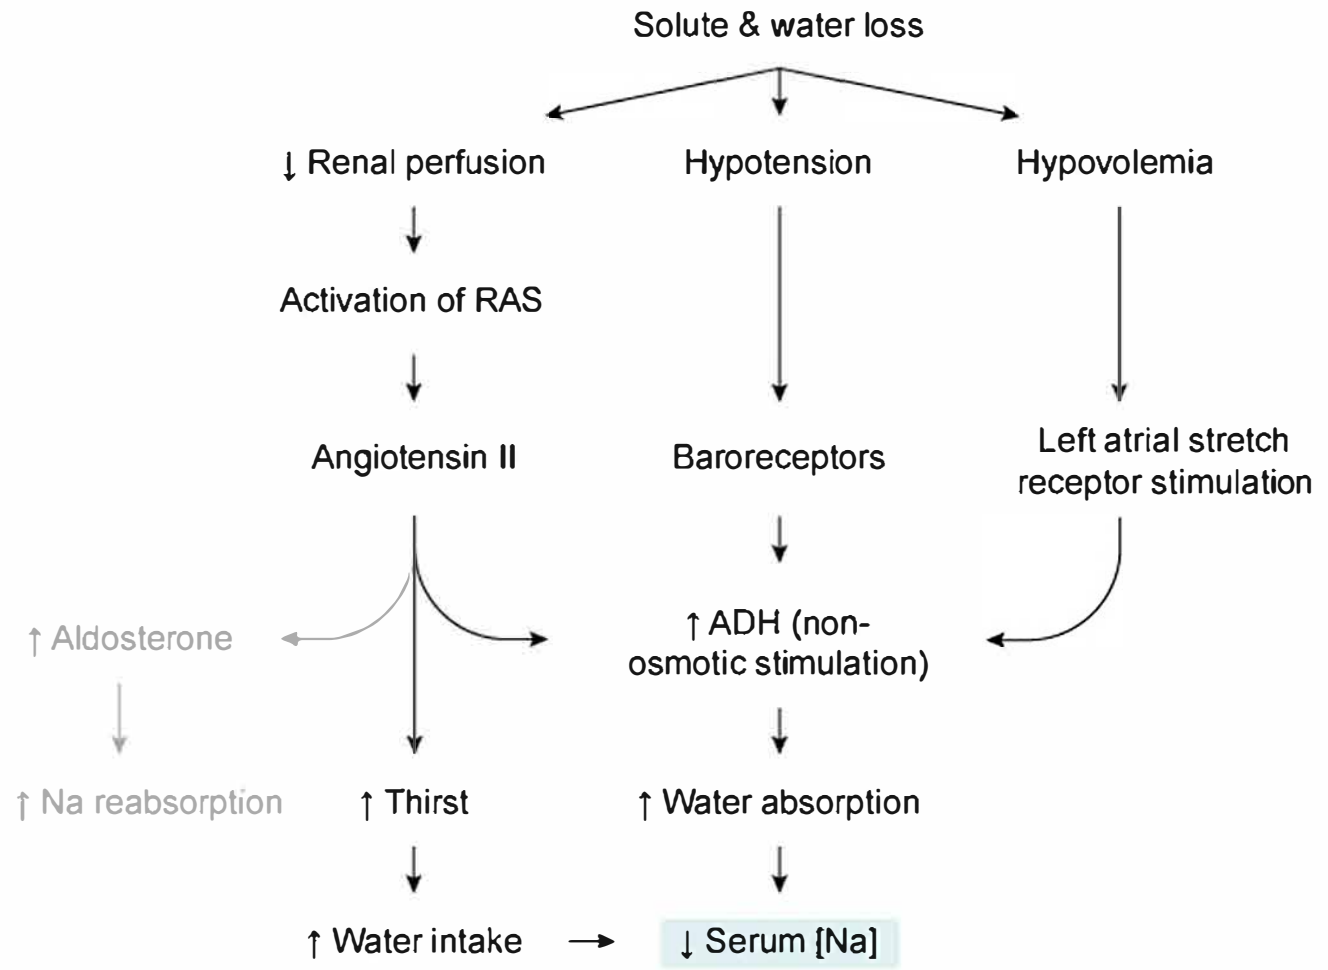 Solute & water loss
↓ Renal perfusion
Hypotension
Hypovolemia
Activation of RAS
Angiotensin II
Baroreceptors
Left atrial stretch
receptor stimulation
↑ Aldosterone
↑ ADH (non-
osmotic stimulation)
↑ Na reabsorption
↑ Thirst
↑ Water absorption
↑ Water intake
↓ Serum [Na]